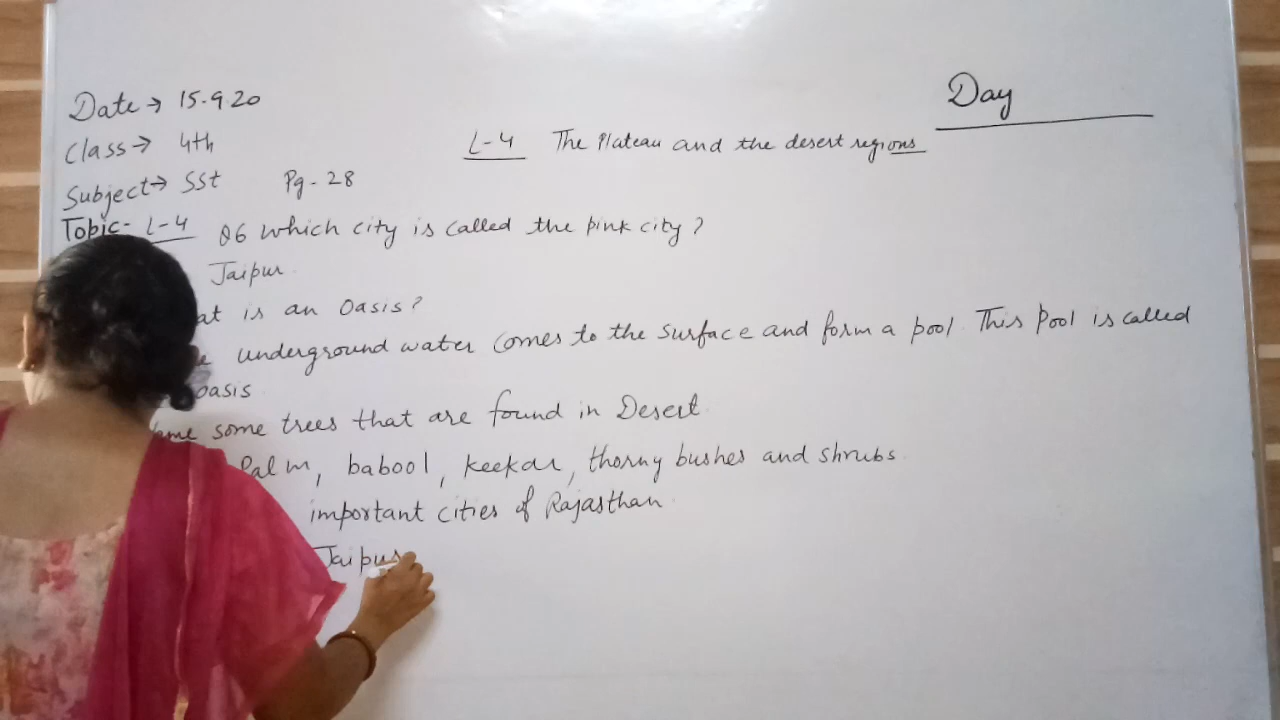 Day
Date → 15.9.20
Class → 4th
L-4 The Plateau and the desert regions
Subject → SSt Pg - 28
Topic - L-4 Q6 Which city is called the pink city?
Jaipur
at is an Oasis?
underground water comes to the surface and form a pool. This pool is called
oasis
ame some trees that are found in Desert
Palm, babool, keekar, thorny bushes and shrubs.
important cities of Rajasthan.
Jaipur